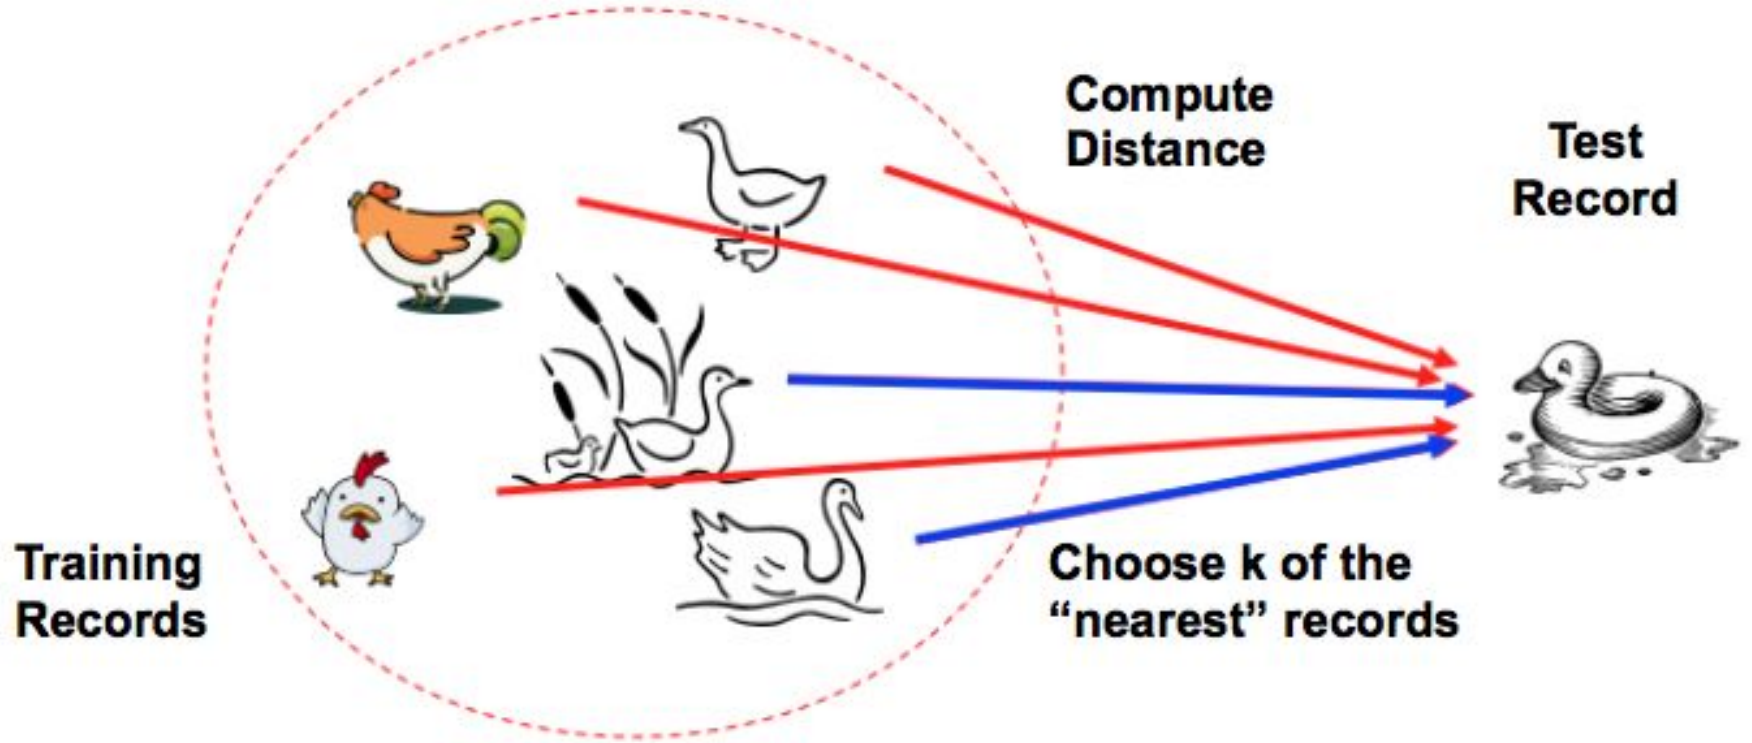 Compute
Distance
Test
Record
Training
Records
Choose k of the
“nearest” records